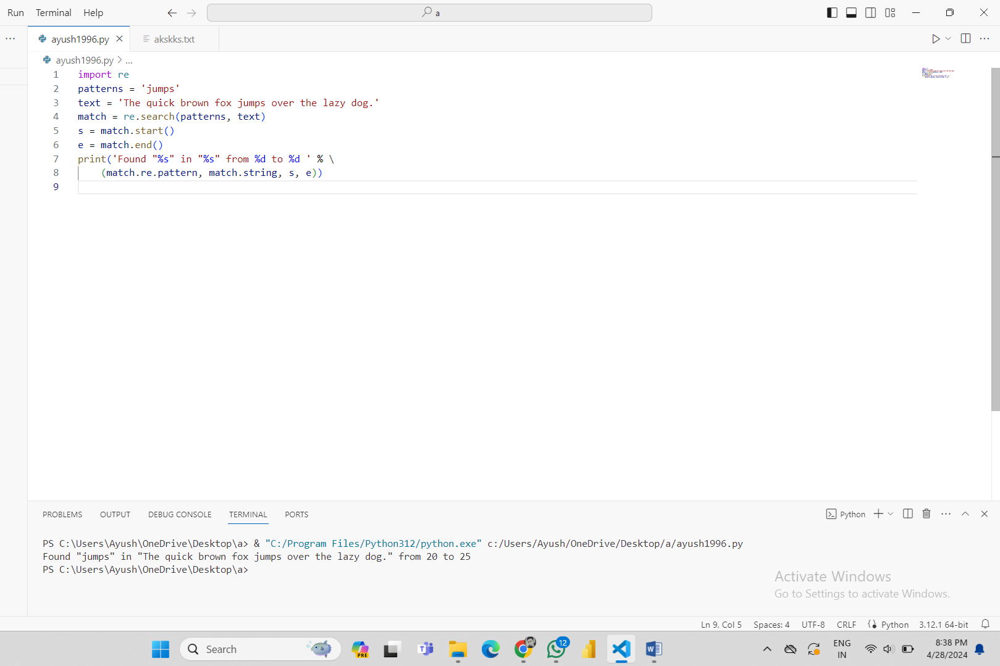 Run Terminal Help
a
ayush1996.py
akskks.txt
ayush1996.py > ...
1 import re
2 patterns = 'jumps'
3 text = 'The quick brown fox jumps over the lazy dog.'
4 match = re.search(patterns, text)
5 s = match.start()
6 e = match.end()
7 print('Found "%s" in "%s" from %d to %d ' % \
8 (match.re.pattern, match.string, s, e))
9
PROBLEMS OUTPUT DEBUG CONSOLE TERMINAL PORTS
Python
PS C:\Users\Ayush\OneDrive\Desktop\a> & "C:/Program Files/Python312/python.exe" c:/Users/Ayush/OneDrive/Desktop/a/ayush1996.py
Found "jumps" in "The quick brown fox jumps over the lazy dog." from 20 to 25
PS C:\Users\Ayush\OneDrive\Desktop\a>
Activate Windows
Go to Settings to activate Windows.
Ln 9, Col 5 Spaces: 4 UTF-8 CRLF Python 3.12.1 64-bit
Search
PRE
12
ENG
IN
8:38 PM
4/28/2024